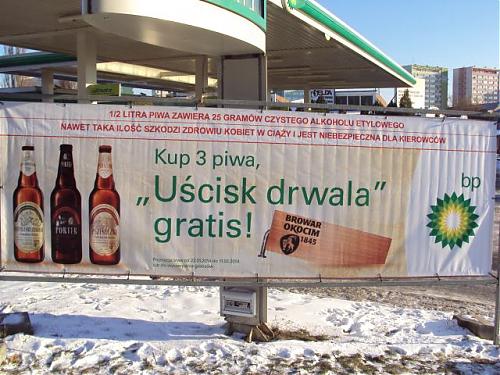 1/2 LITRA PIWA ZAWIERA 25 GRAMÓW CZYSTEGO ALKOHOLU ETYLOWEGO
NAWET TAKA ILOŚĆ SZKODZI ZDROWIU KOBIET W CIĄŻY I JEST NIEBEZPIECZNA DLA KIEROWCÓW
Kup 3 piwa,
„Uścisk drwala”
gratis!
bp
PORTER
BROWAR
OKOCIM
1845